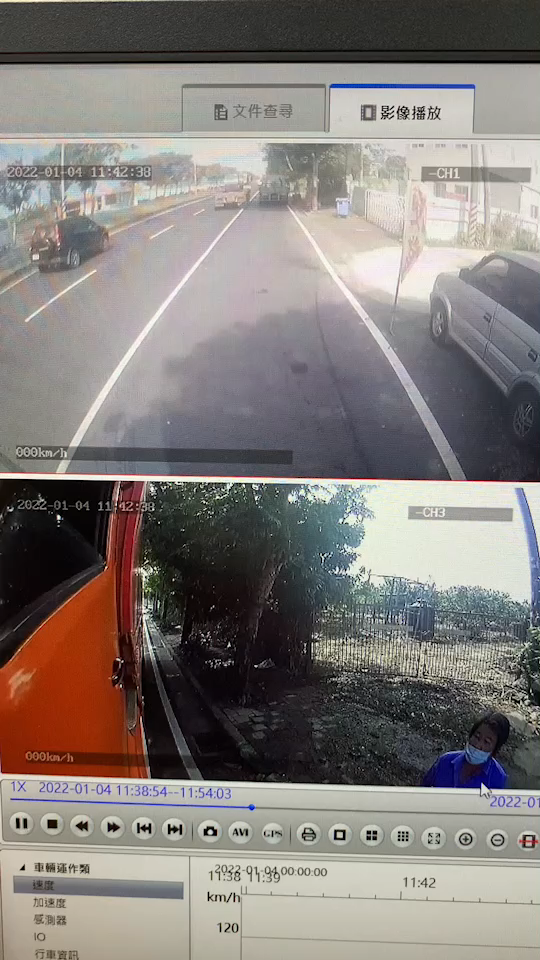 文件查尋
影像播放
2022-01-04 11:42:38
-CH1
000km/h
2022-01-04 11:42:38
-CH3
000km/h
1X 2022-01-04 11:38:54--11:54:03
2022-01
AVI
GPS
車輛運作類
速度
加速度
感測器
IO
行車資訊
2022-01-04 00:00:00
11:38 11:39
11:42
km/h
120